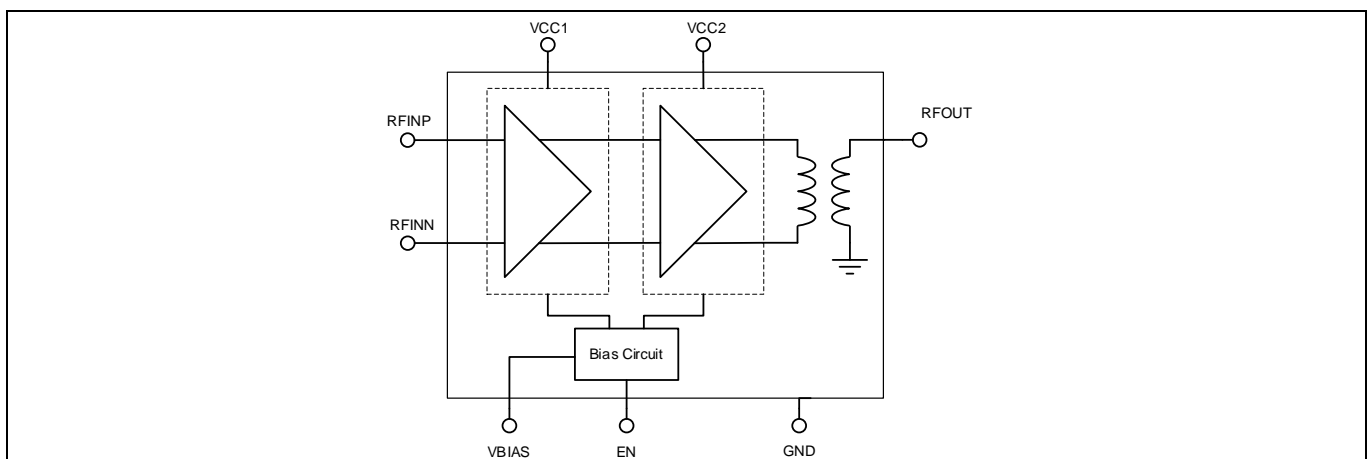 VCC1
VCC2
RFINP
RFOUT
RFINN
Bias Circuit
VBIAS
EN
GND